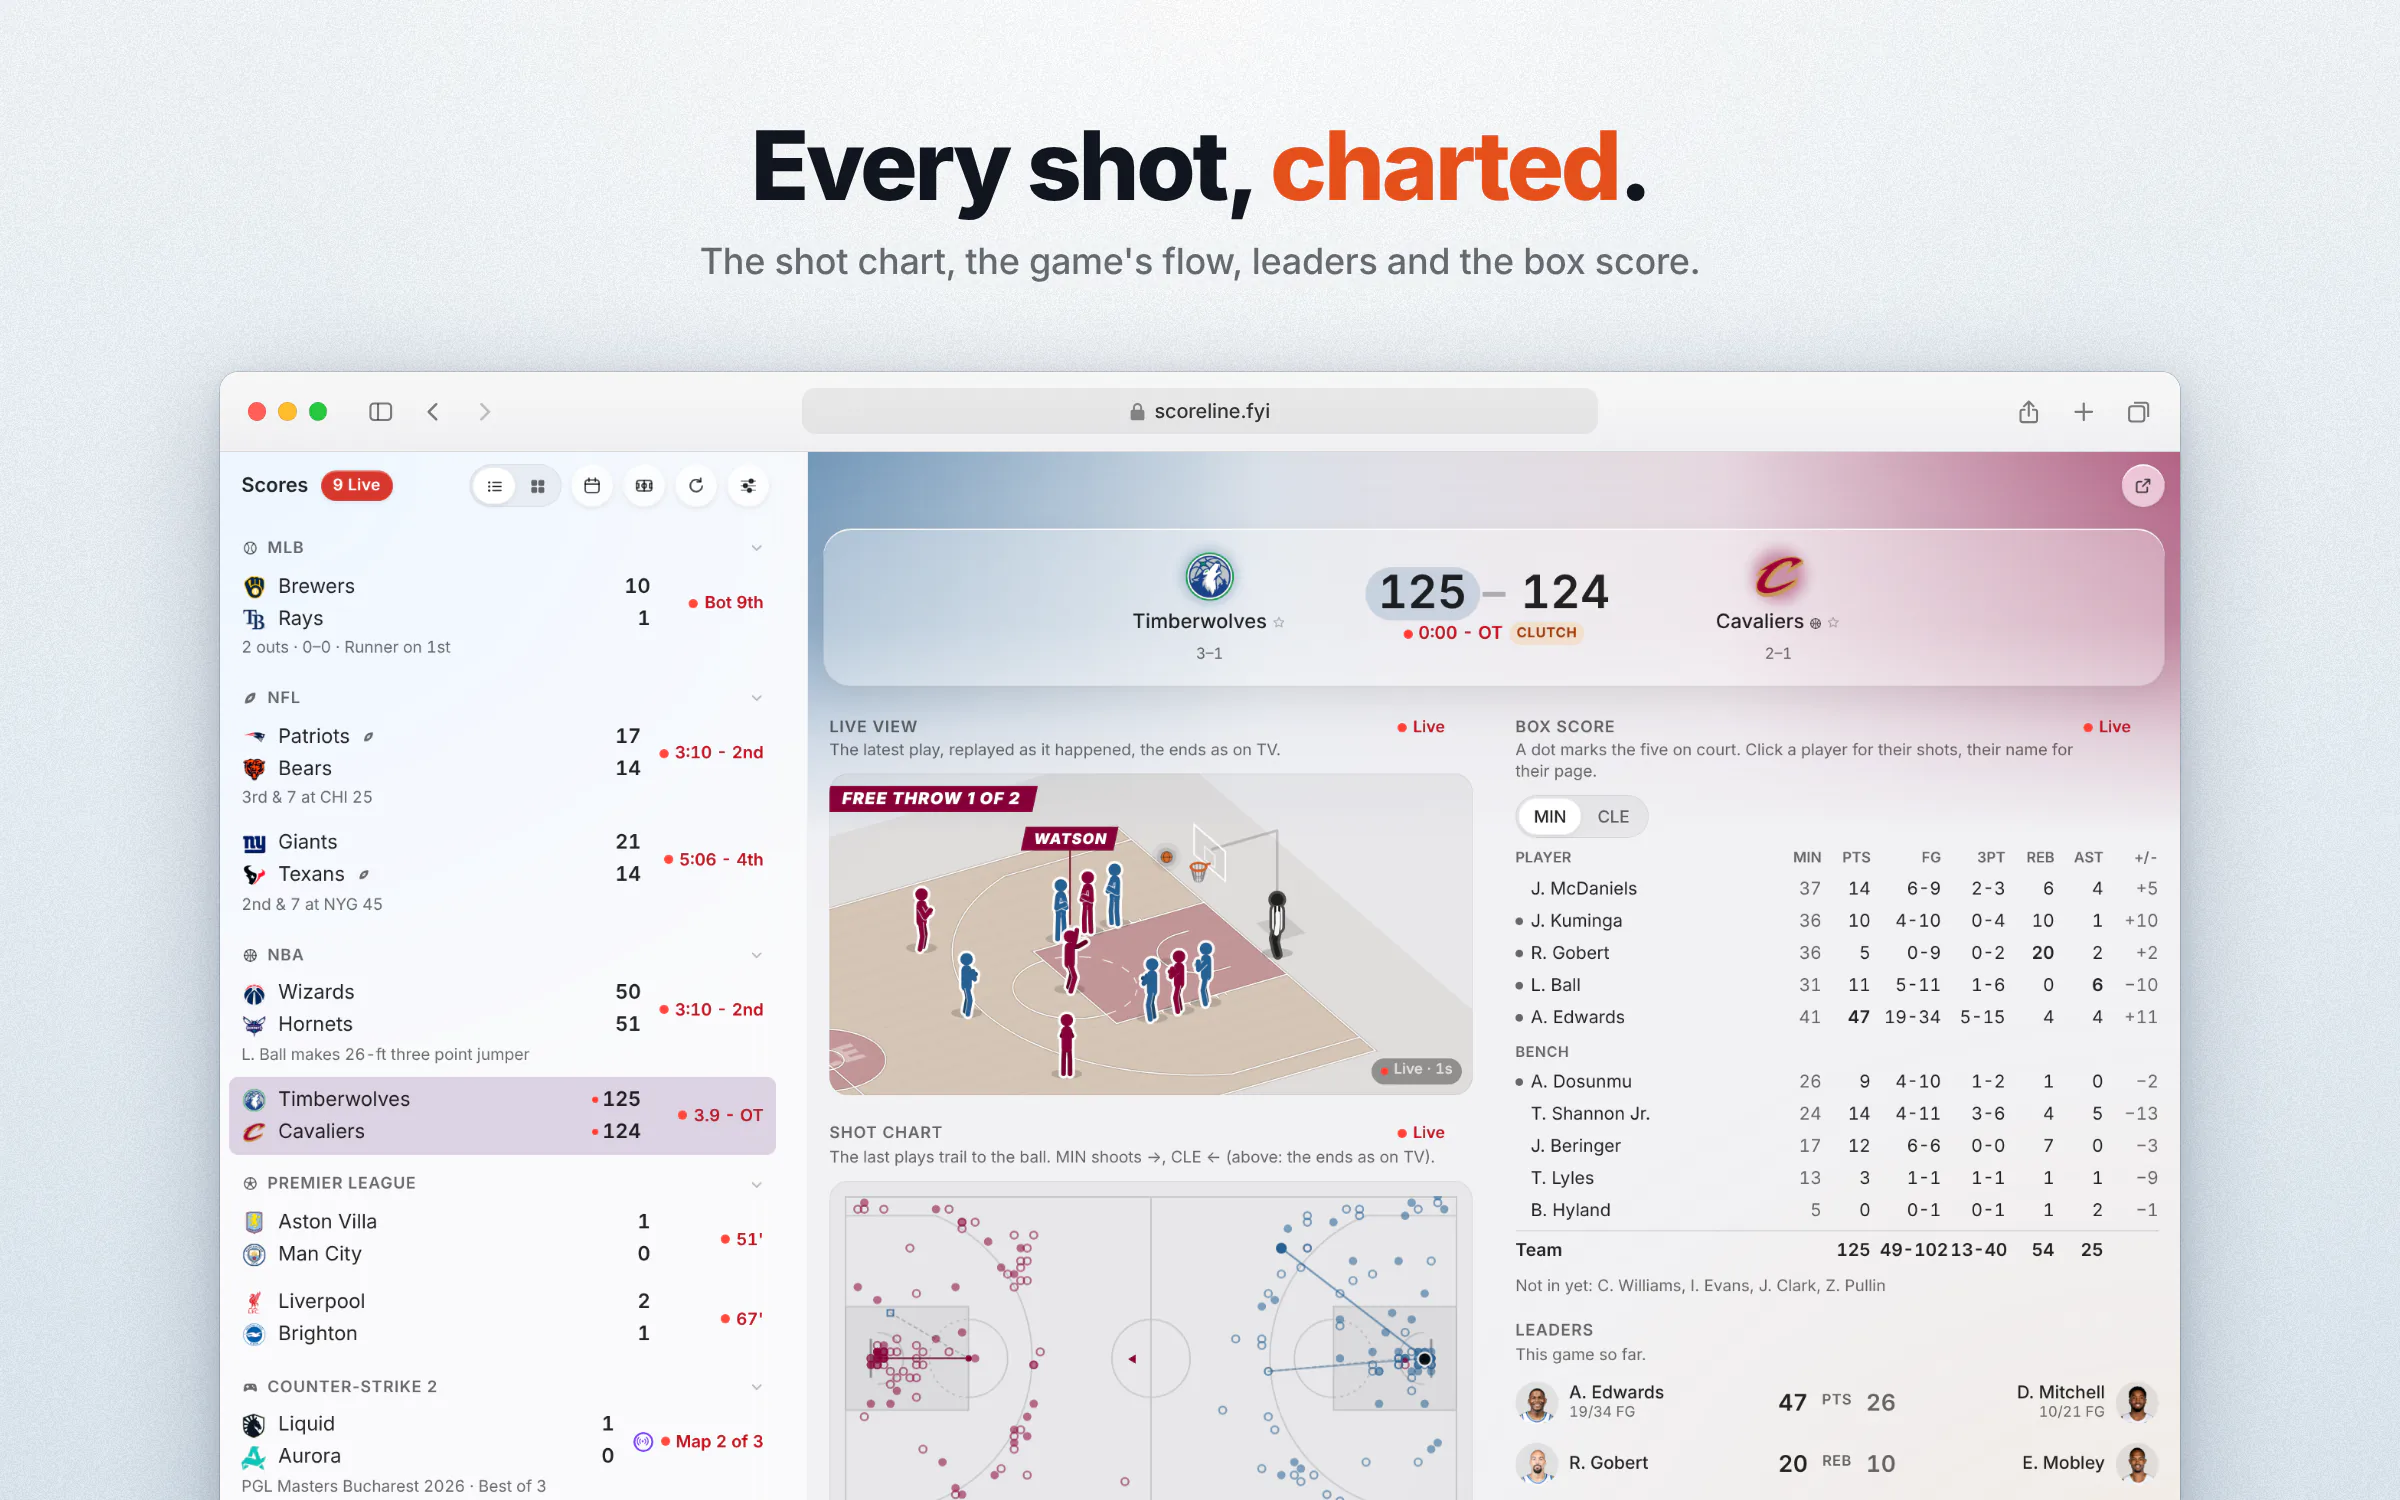 Every shot, charted.
The shot chart, the game's flow, leaders and the box score.
scoreline.fyi
Scores 9 Live
MLB
Brewers 10
Rays 1
Bot 9th
2 outs · 0–0 · Runner on 1st
NFL
Patriots 17
Bears 14
3:10 - 2nd
3rd & 7 at CHI 25
Giants 21
Texans 14
5:06 - 4th
2nd & 7 at NYG 45
NBA
Wizards 50
Hornets 51
3:10 - 2nd
L. Ball makes 26-ft three point jumper
Timberwolves 125
Cavaliers 124
3.9 - OT
PREMIER LEAGUE
Aston Villa 1
Man City 0
51'
Liverpool 2
Brighton 1
67'
COUNTER-STRIKE 2
Liquid 1
Aurora 0
Map 2 of 3
PGL Masters Bucharest 2026 · Best of 3
125 – 124
Timberwolves
3–1
0:00 - OT CLUTCH
Cavaliers
2–1
LIVE VIEW Live
The latest play, replayed as it happened, the ends as on TV.
FREE THROW 1 OF 2
WATSON
Live · 1s
SHOT CHART Live
The last plays trail to the ball. MIN shoots →, CLE ← (above: the ends as on TV).
BOX SCORE Live
A dot marks the five on court. Click a player for their shots, their name for
their page.
MIN CLE
PLAYER MIN PTS FG 3PT REB AST +/-
J. McDaniels 37 14 6-9 2-3 6 4 +5
J. Kuminga 36 10 4-10 0-4 10 1 +10
R. Gobert 36 5 0-9 0-2 20 2 +2
L. Ball 31 11 5-11 1-6 0 6 −10
A. Edwards 41 47 19-34 5-15 4 4 +11
BENCH
A. Dosunmu 26 9 4-10 1-2 1 0 −2
T. Shannon Jr. 24 14 4-11 3-6 4 5 −13
J. Beringer 17 12 6-6 0-0 7 0 −3
T. Lyles 13 3 1-1 1-1 1 1 −9
B. Hyland 5 0 0-1 0-1 1 2 −1
Team 125 49-102 13-40 54 25
Not in yet: C. Williams, I. Evans, J. Clark, Z. Pullin
LEADERS
This game so far.
A. Edwards
19/34 FG
47 PTS 26
D. Mitchell
10/21 FG
R. Gobert 20 REB 10 E. Mobley